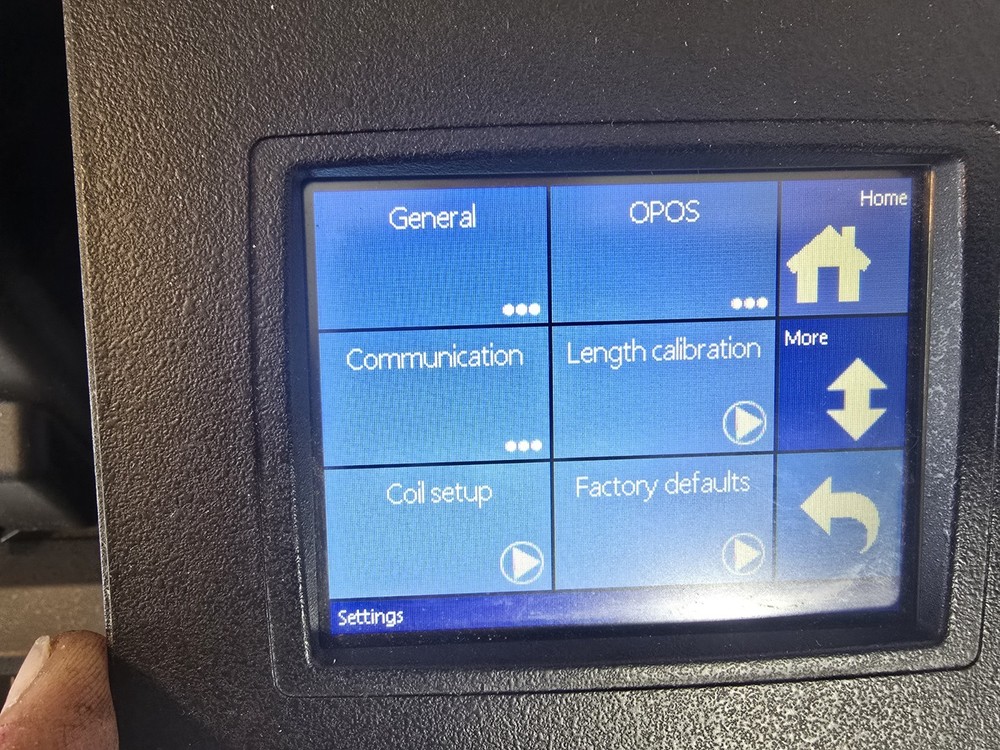 General
OPOS
Home
Communication
Length calibration
More
Coil setup
Factory defaults
Settings